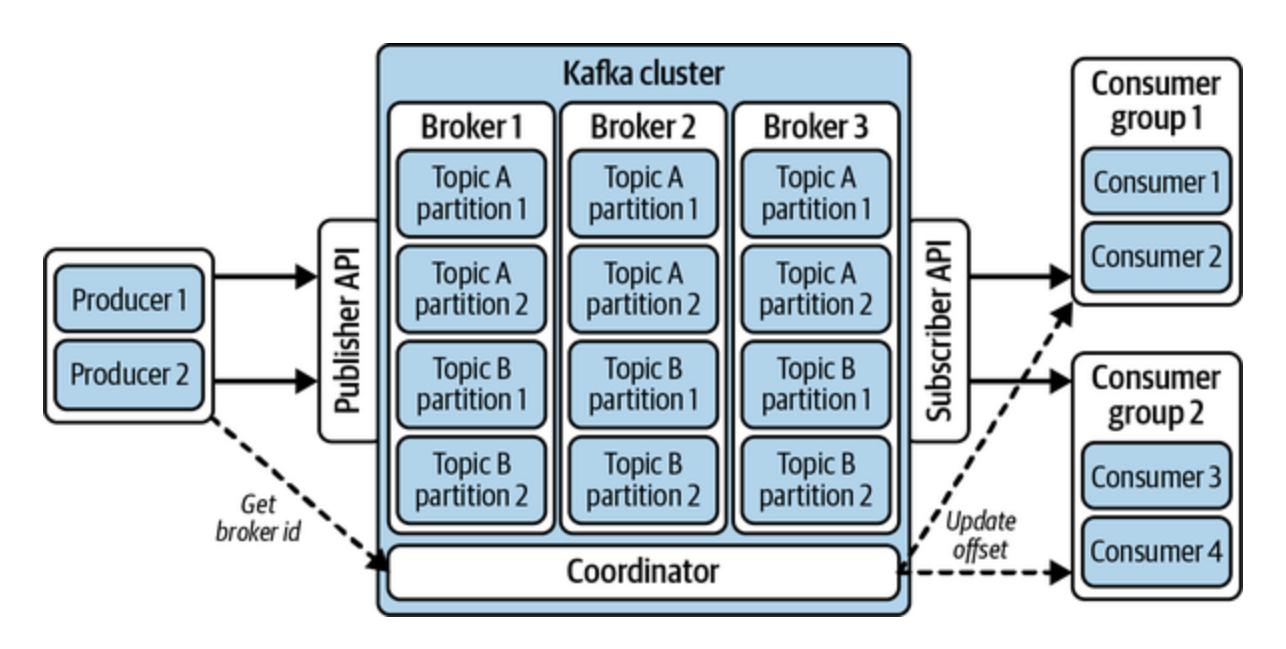 Kafka cluster
Broker 1
Topic A
partition 1
Topic A
partition 2
Topic B
partition 1
Topic B
partition 2
Broker 2
Topic A
partition 1
Topic A
partition 2
Topic B
partition 1
Topic B
partition 2
Broker 3
Topic A
partition 1
Topic A
partition 2
Topic B
partition 1
Topic B
partition 2
Coordinator
Producer 1
Producer 2
Publisher API
Get
broker id
Subscriber API
Update
offset
Consumer
group 1
Consumer 1
Consumer 2
Consumer
group 2
Consumer 3
Consumer 4